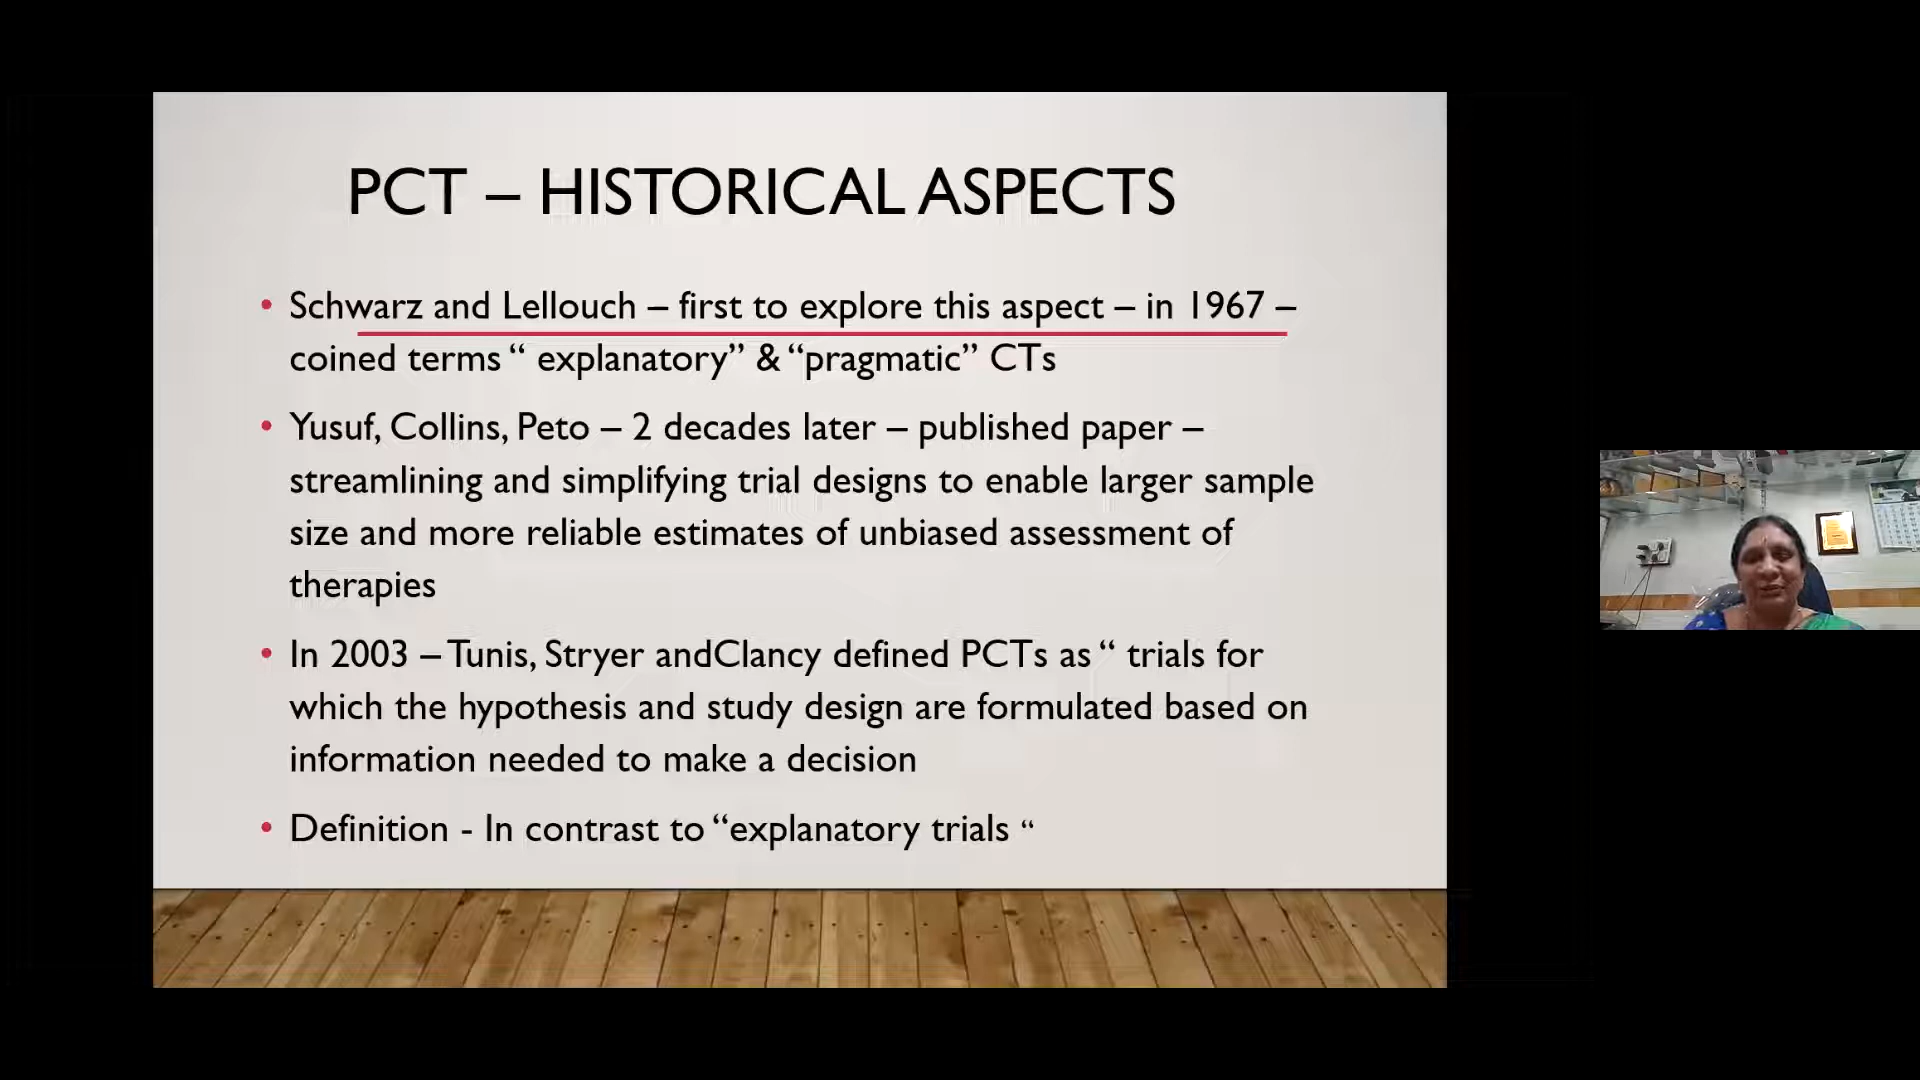 PCT – HISTORICAL ASPECTS
• Schwarz and Lellouch – first to explore this aspect – in 1967 –
coined terms “ explanatory” & “pragmatic” CTs
• Yusuf, Collins, Peto – 2 decades later – published paper –
streamlining and simplifying trial designs to enable larger sample
size and more reliable estimates of unbiased assessment of
therapies
• In 2003 – Tunis, Stryer andClancy defined PCTs as “ trials for
which the hypothesis and study design are formulated based on
information needed to make a decision
• Definition - In contrast to “explanatory trials “